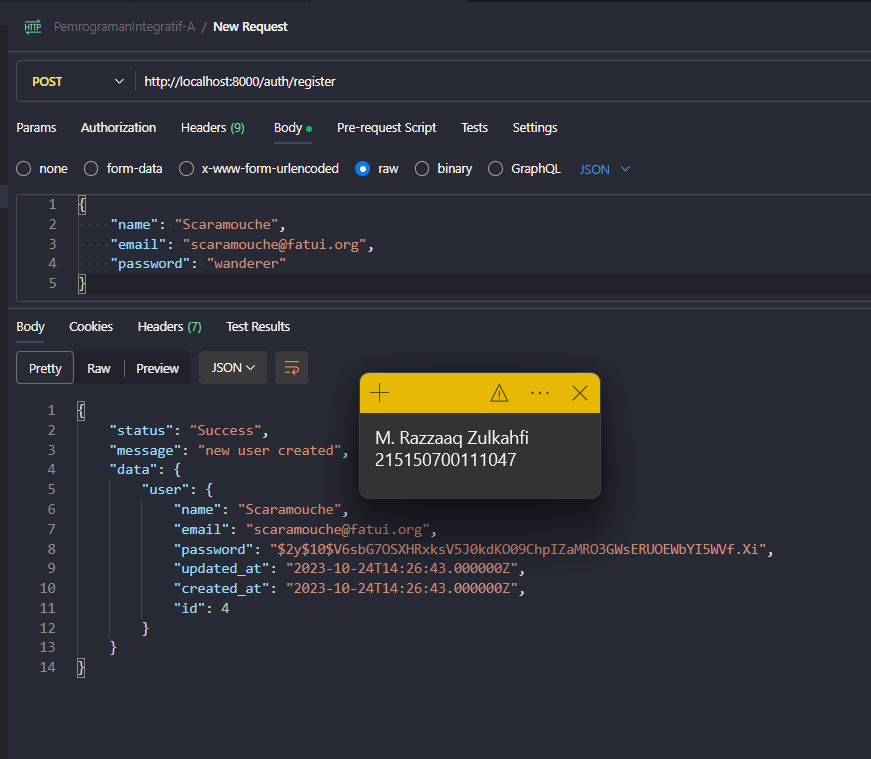 HTTP PemrogramanIntegratif-A / New Request
POST http://localhost:8000/auth/register
Params Authorization Headers (9) Body Pre-request Script Tests Settings
none form-data x-www-form-urlencoded raw binary GraphQL JSON
1 {
2 "name": "Scaramouche",
3 "email": "scaramouche@fatui.org",
4 "password": "wanderer"
5 }
Body Cookies Headers (7) Test Results
Pretty Raw Preview JSON
M. Razzaaq Zulkahfi
215150700111047
1 {
2 "status": "Success",
3 "message": "new user created",
4 "data": {
5 "user": {
6 "name": "Scaramouche",
7 "email": "scaramouche@fatui.org",
8 "password": "$2y$10$V6sbG7OSXHRxksV5J0kdKO09ChpIZaMRO3GWsERUOEWbYI5WVf.Xi",
9 "updated_at": "2023-10-24T14:26:43.000000Z",
10 "created_at": "2023-10-24T14:26:43.000000Z",
11 "id": 4
12 }
13 }
14 }